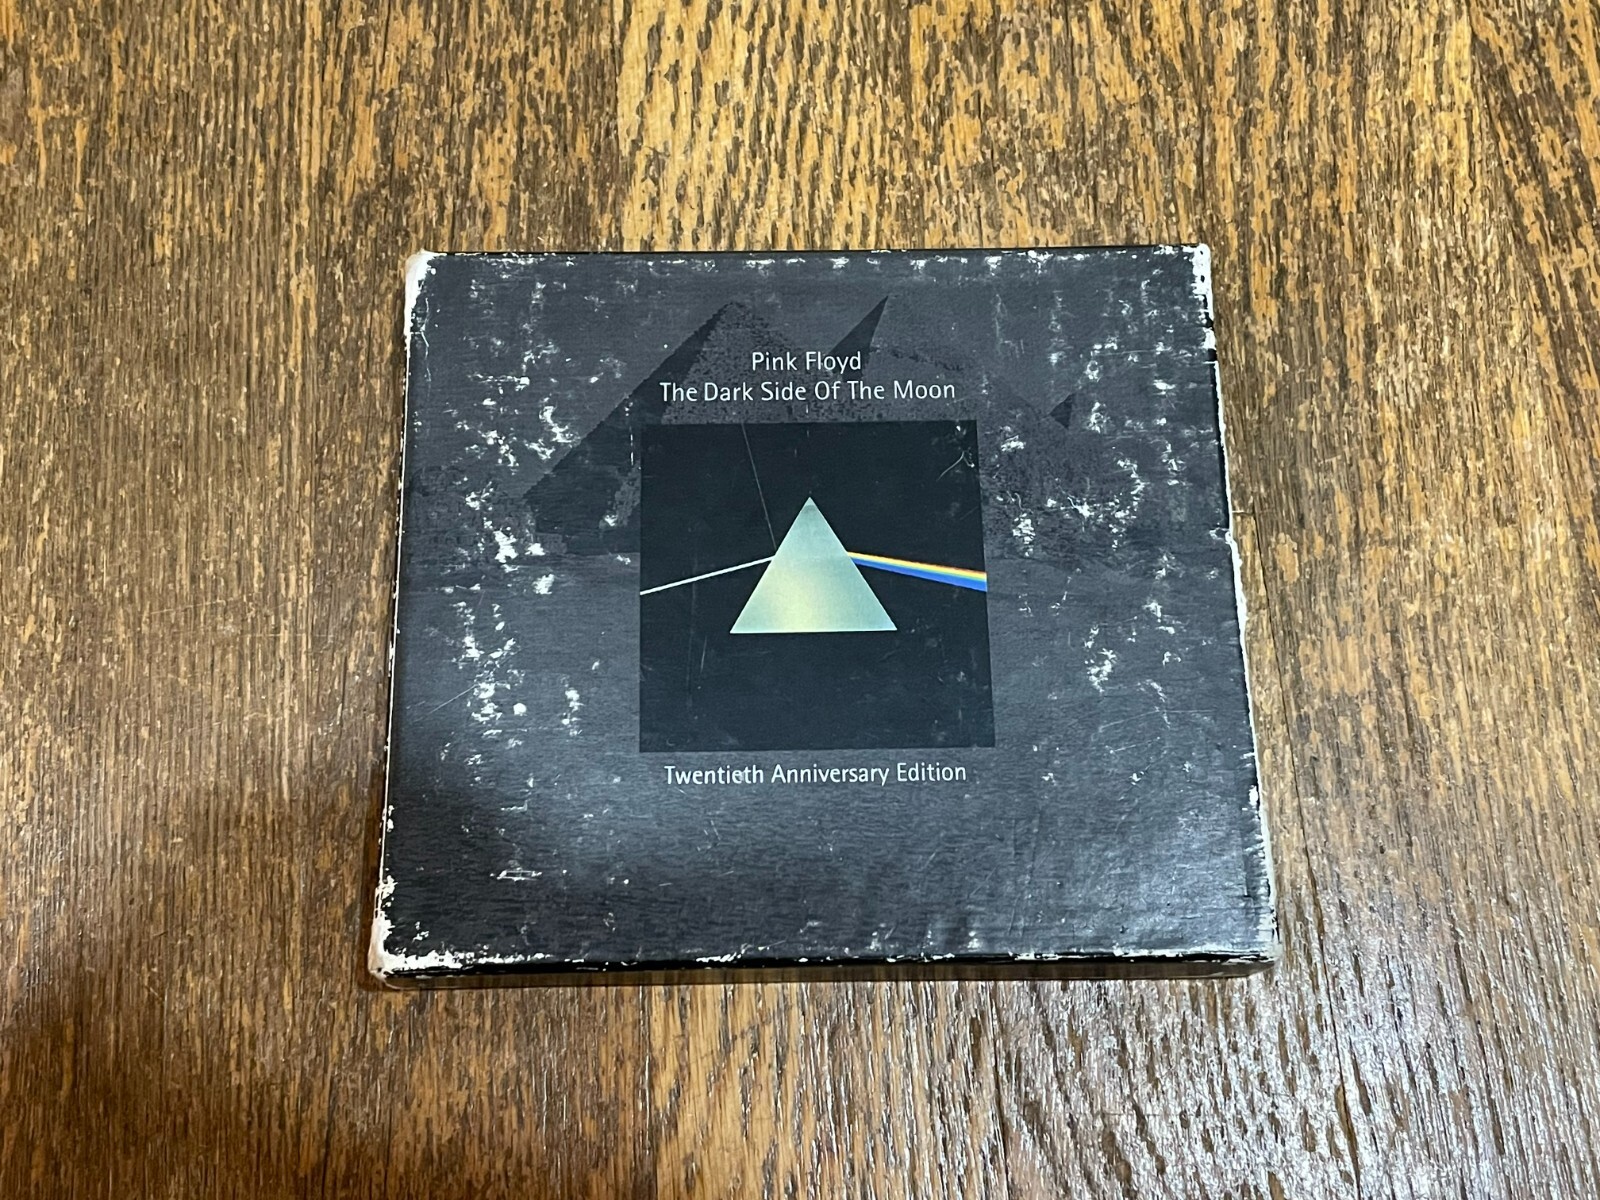 Pink Floyd
The Dark Side Of The Moon
Twentieth Anniversary Edition